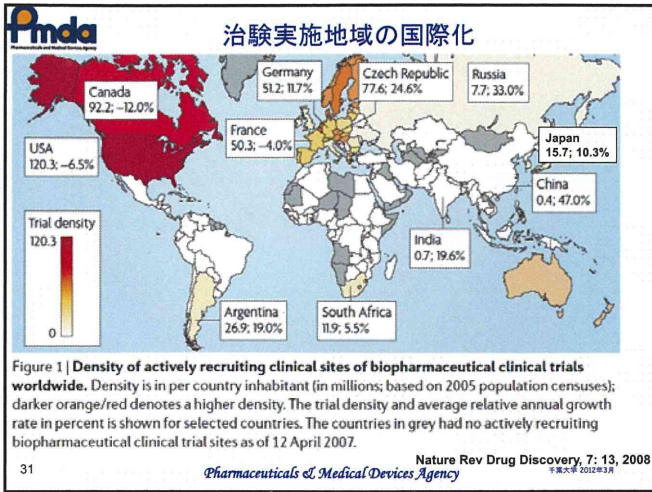 Pmda
Pharmaceuticals and Medical Devices Agency
治験実施地域の国際化
Canada
92.2; –12.0%
Germany
51.2; 11.7%
Czech Republic
77.6; 24.6%
Russia
7.7; 33.0%
USA
120.3; –6.5%
France
50.3; –4.0%
Japan
15.7; 10.3%
China
0.4; 47.0%
India
0.7; 19.6%
Trial density
120.3
0
Argentina
26.9; 19.0%
South Africa
11.9; 5.5%
Figure 1 | Density of actively recruiting clinical sites of biopharmaceutical clinical trials
worldwide. Density is in per country inhabitant (in millions; based on 2005 population censuses);
darker orange/red denotes a higher density. The trial density and average relative annual growth
rate in percent is shown for selected countries. The countries in grey had no actively recruiting
biopharmaceutical clinical trial sites as of 12 April 2007.
Nature Rev Drug Discovery, 7: 13, 2008
31
Pharmaceuticals & Medical Devices Agency
千葉大学 2012年3月